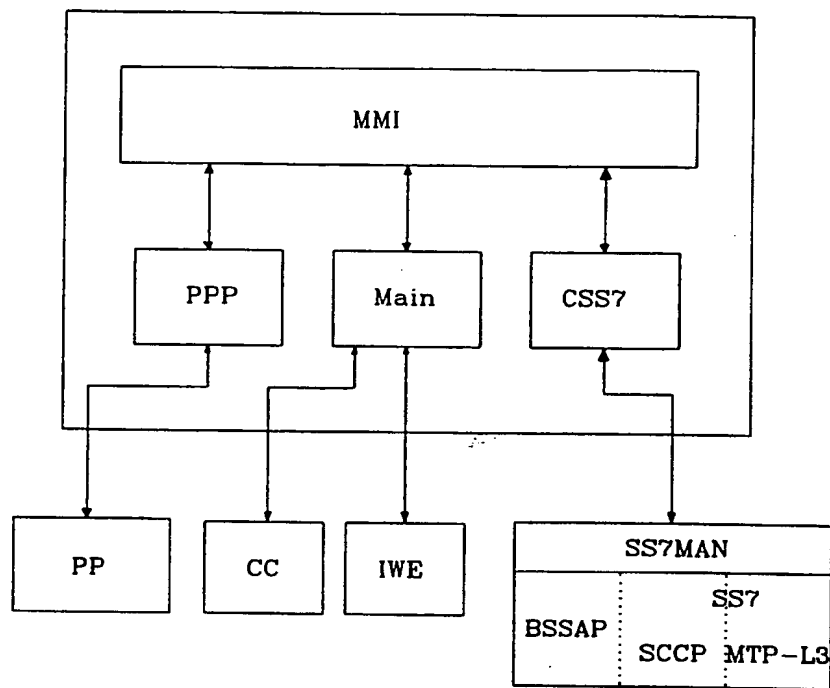 MMI
PPP
Main
CSS7
PP
CC
IWE
SS7MAN
SS7
BSSAP
SCCP
MTP-L3